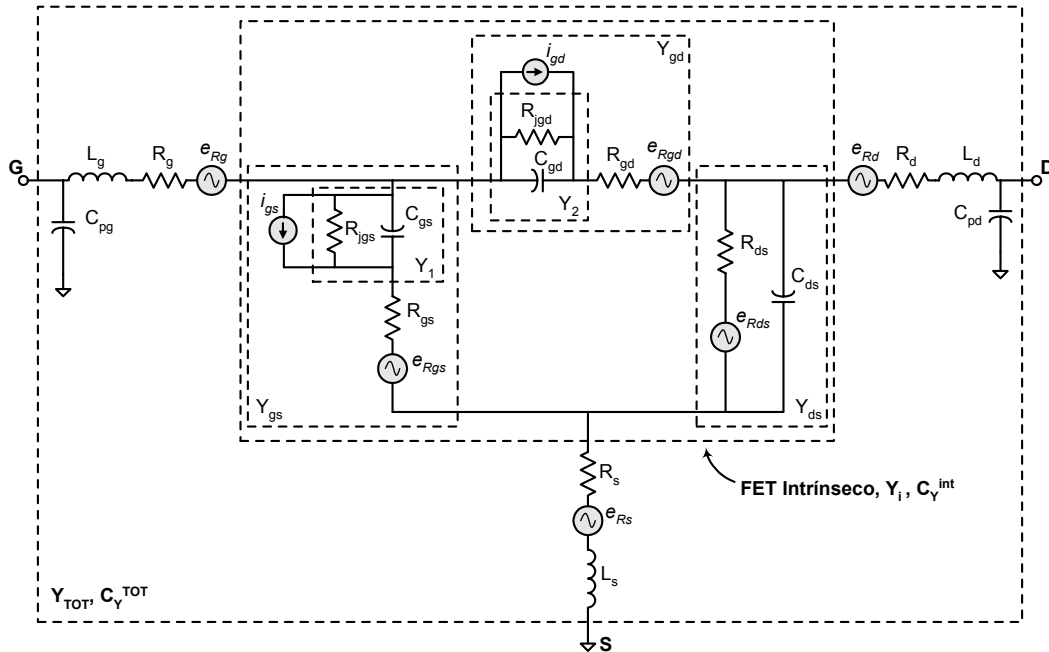 i_gd
Y_gd
R_jgd
L_g
R_g
e_Rg
C_gd
R_gd
e_Rgd
e_Rd
R_d
L_d
G
D
C_pg
i_gs
R_jgs
C_gs
Y_2
C_pd
Y_1
R_ds
C_ds
R_gs
e_Rds
e_Rgs
Y_gs
Y_ds
R_s
FET Intrínseco, Y_i , C_Y^int
e_Rs
L_s
Y_TOT, C_Y^TOT
S